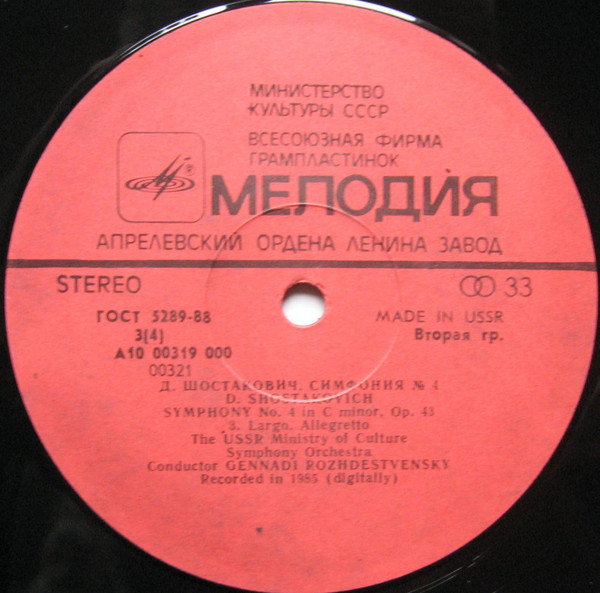 МИНИСТЕРСТВО
КУЛЬТУРЫ СССР
ВСЕСОЮЗНАЯ ФИРМА
ГРАМПЛАСТИНОК
®
МЕЛОДИЯ
АПРЕЛЕВСКИЙ ОРДЕНА ЛЕНИНА ЗАВОД
STEREO 33
ГОСТ 5289-88 MADE IN USSR
3(4) Вторая гр.
А10 00319 000
00321
Д. ШОСТАКОВИЧ. СИМФОНИЯ № 4
D. SHOSTAKOVICH
SYMPHONY No. 4 in C minor, Op. 43
3. Largo. Allegretto
The USSR Ministry of Culture
Symphony Orchestra
Conductor GENNADI ROZHDESTVENSKY
Recorded in 1985 (digitally)